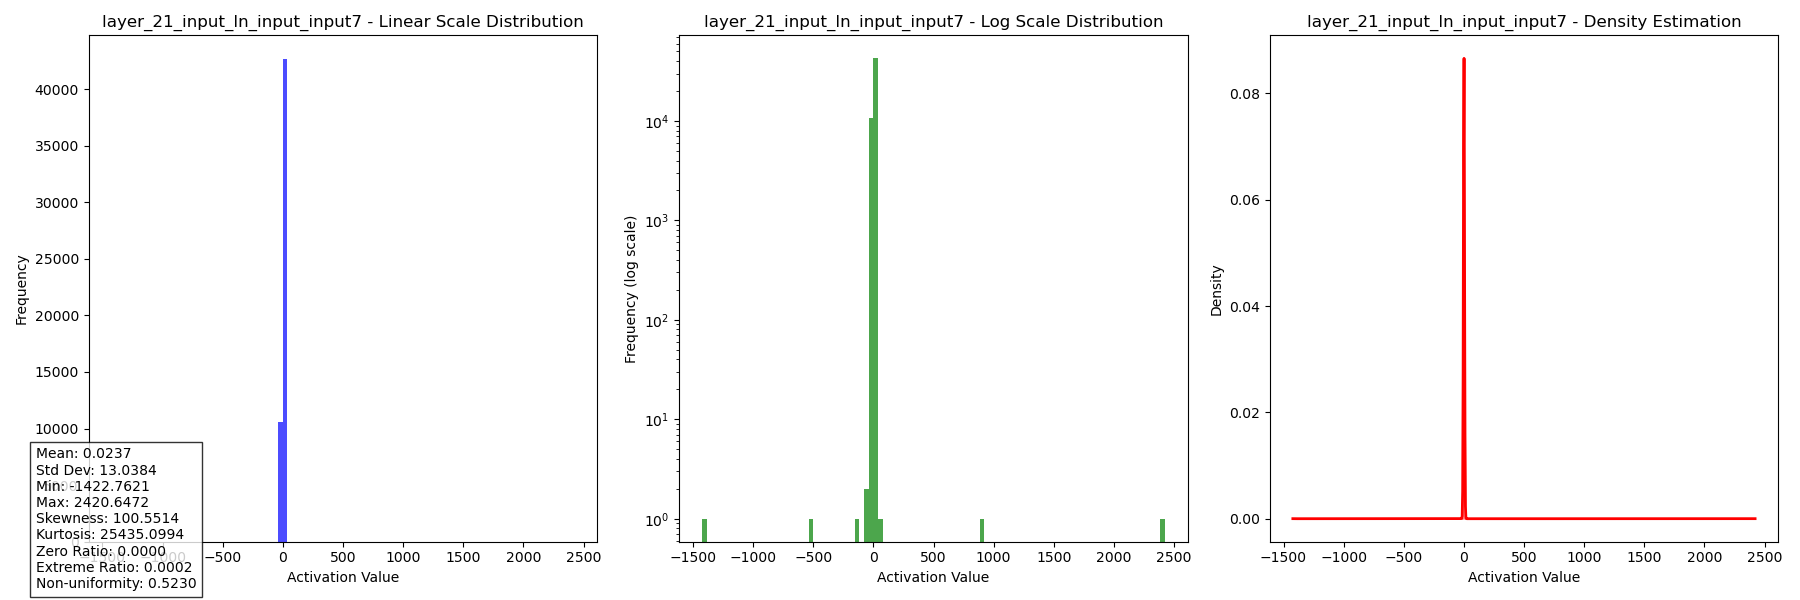 layer_21_input_ln_input_input7 - Linear Scale Distribution
layer_21_input_ln_input_input7 - Log Scale Distribution
layer_21_input_ln_input_input7 - Density Estimation
Frequency
40000
35000
30000
25000
20000
15000
10000
−500 0 500 1000 1500 2000 2500
Activation Value
Mean: 0.0237
Std Dev: 13.0384
Min: -1422.7621
Max: 2420.6472
Skewness: 100.5514
Kurtosis: 25435.0994
Zero Ratio: 0.0000
Extreme Ratio: 0.0002
Non-uniformity: 0.5230
Frequency (log scale)
10⁴
10³
10²
10¹
10⁰
−1500 −1000 −500 0 500 1000 1500 2000 2500
Activation Value
Density
0.08
0.06
0.04
0.02
0.00
−1500 −1000 −500 0 500 1000 1500 2000 2500
Activation Value